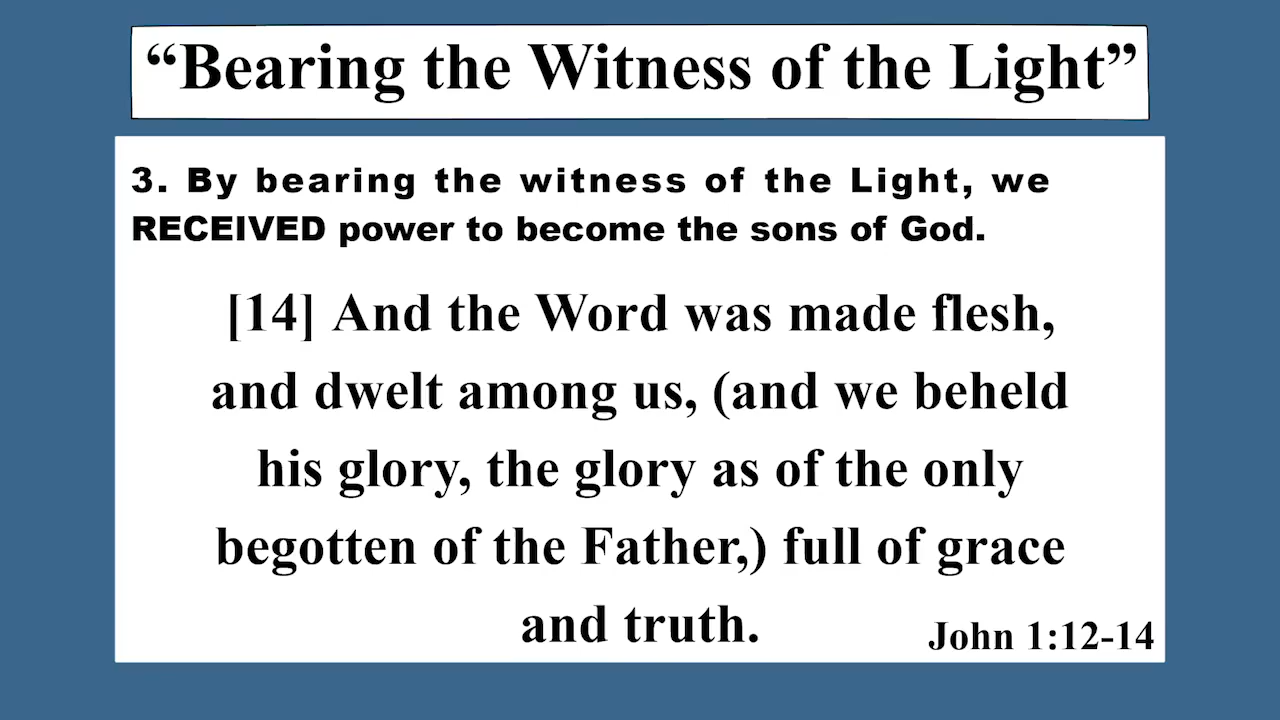 “Bearing the Witness of the Light”
3. By bearing the witness of the Light, we
RECEIVED power to become the sons of God.
[14] And the Word was made flesh,
and dwelt among us, (and we beheld
his glory, the glory as of the only
begotten of the Father,) full of grace
and truth.
John 1:12-14